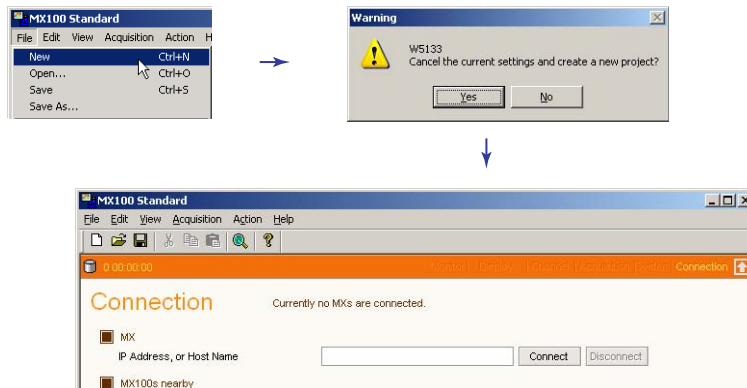 MX100 Standard
File Edit View Acquisition Action H
New Ctrl+N
Open... Ctrl+O
Save Ctrl+S
Save As...
Warning
W5133
Cancel the current settings and create a new project?
Yes No
MX100 Standard
File Edit View Acquisition Action Help
0 00:00:00 Monitor | Display | Channel | Acquisition | System Connection
Connection Currently no MXs are connected.
MX
IP Address, or Host Name Connect Disconnect
MX100s nearby